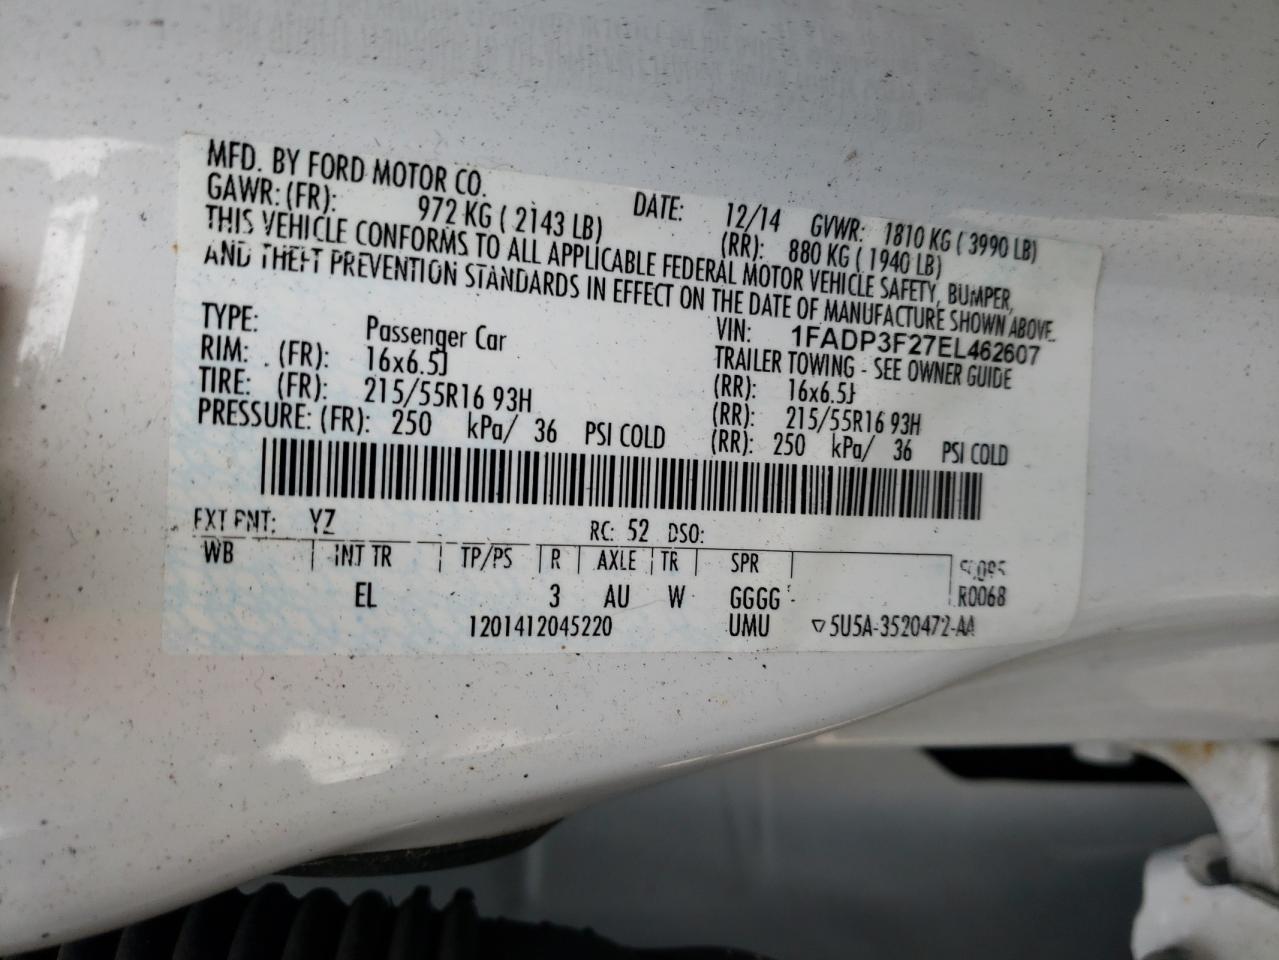 MFD. BY FORD MOTOR CO. DATE: 12/14 GVWR: 1810 KG ( 3990 LB)
GAWR: (FR): 972 KG ( 2143 LB) (RR): 880 KG ( 1940 LB)
THIS VEHICLE CONFORMS TO ALL APPLICABLE FEDERAL MOTOR VEHICLE SAFETY, BUMPER,
AND THEFT PREVENTION STANDARDS IN EFFECT ON THE DATE OF MANUFACTURE SHOWN ABOVE.
TYPE: Passenger Car VIN: 1FADP3F27EL462607
TRAILER TOWING - SEE OWNER GUIDE
RIM: (FR): 16x6.5J (RR): 16x6.5J
TIRE: (FR): 215/55R16 93H (RR): 215/55R16 93H
PRESSURE: (FR): 250 kPa/ 36 PSI COLD (RR): 250 kPa/ 36 PSI COLD
EXT PNT: YZ RC: 52 DSO:
WB INT TR TP/PS R AXLE TR SPR
EL 3 AU W GGGG R0068
1201412045220 UMU 5U5A-3520472-AA